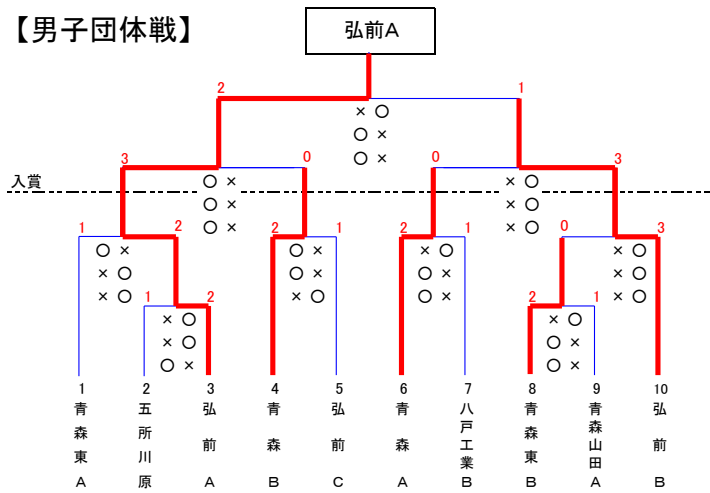 【男子団体戦】
弘前A
2 1
× ○
○ ×
○ ×
3 0 0 3
入賞
○ × × ○
○ × × ○
○ × × ○
1 2 2 1 2 1 0 3
○ × ○ × ○ × × ○
× ○ ○ × ○ × × ○
× ○ × ○ × ○ × ○
1 2 2 1
× ○ × ○
× ○ ○ ×
○ × ○ ×
1 2 3 4 5 6 7 8 9 10
青森東A
五所川原
弘前A
青森B
弘前C
青森A
八戸工業B
青森東B
青森山田A
弘前B